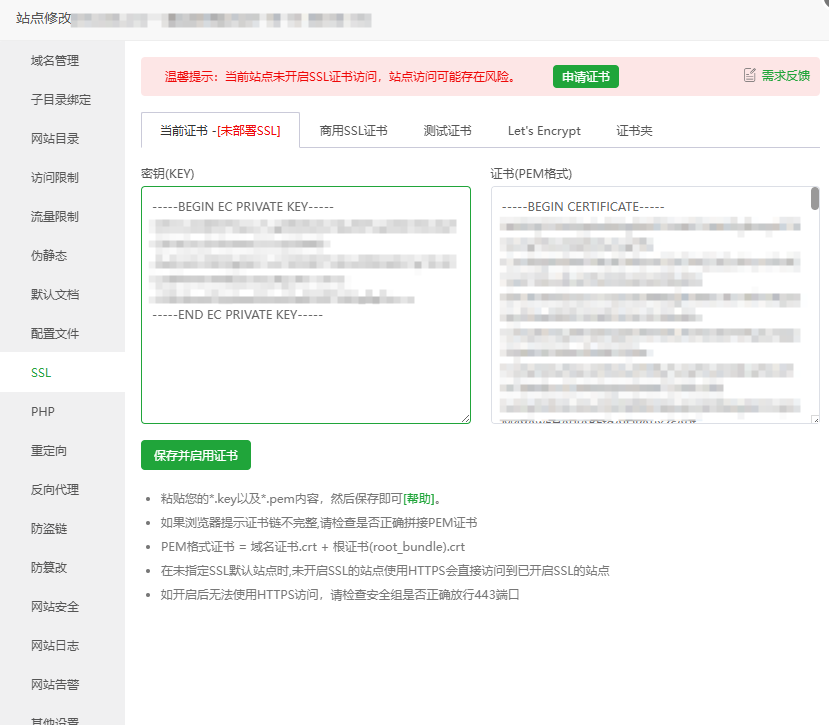 站点修改
域名管理
子目录绑定
网站目录
访问限制
流量限制
伪静态
默认文档
配置文件
SSL
PHP
重定向
反向代理
防盗链
防篡改
网站安全
网站日志
网站告警
其他设置
温馨提示：当前站点未开启SSL证书访问，站点访问可能存在风险。
申请证书
需求反馈
当前证书 -[未部署SSL]
商用SSL证书
测试证书
Let's Encrypt
证书夹
密钥(KEY)
-----BEGIN EC PRIVATE KEY-----
-----END EC PRIVATE KEY-----
证书(PEM格式)
-----BEGIN CERTIFICATE-----
保存并启用证书
粘贴您的*.key以及*.pem内容，然后保存即可[帮助]。
如果浏览器提示证书链不完整,请检查是否正确拼接PEM证书
PEM格式证书 = 域名证书.crt + 根证书(root_bundle).crt
在未指定SSL默认站点时,未开启SSL的站点使用HTTPS会直接访问到已开启SSL的站点
如开启后无法使用HTTPS访问，请检查安全组是否正确放行443端口